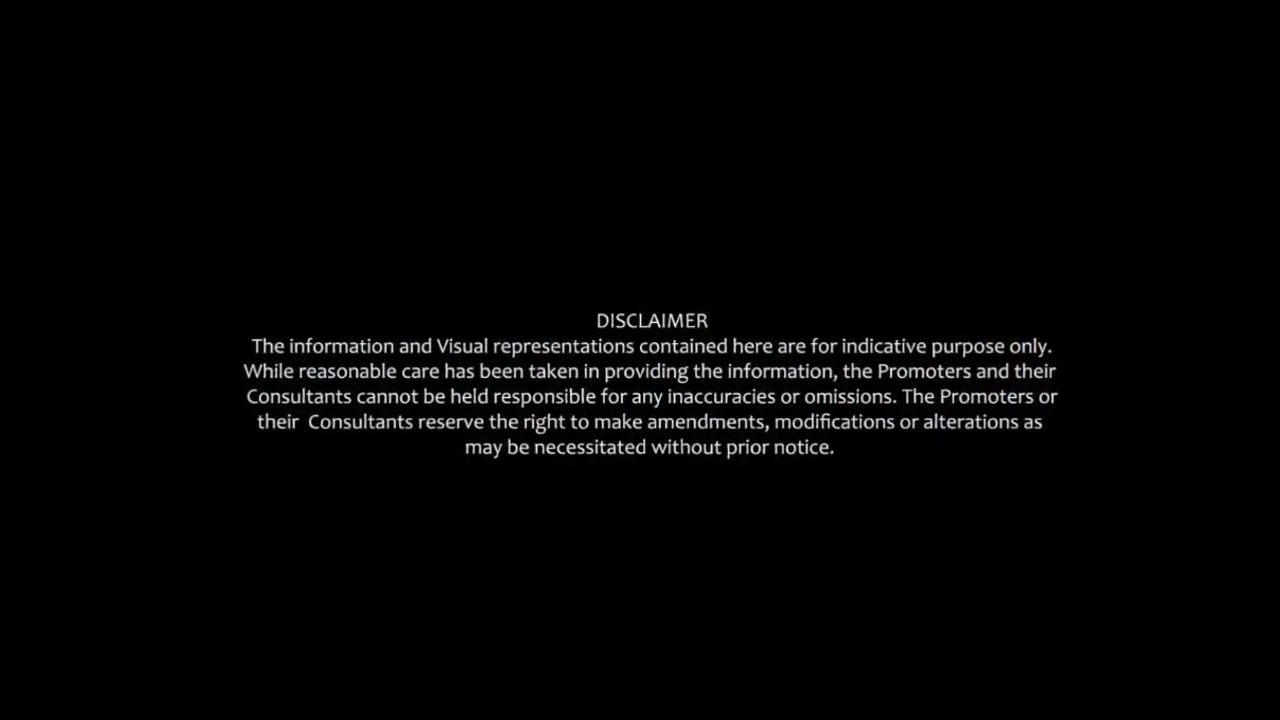 DISCLAIMER
The information and Visual representations contained here are for indicative purpose only.
While reasonable care has been taken in providing the information, the Promoters and their
Consultants cannot be held responsible for any inaccuracies or omissions. The Promoters or
their  Consultants reserve the right to make amendments, modifications or alterations as
may be necessitated without prior notice.